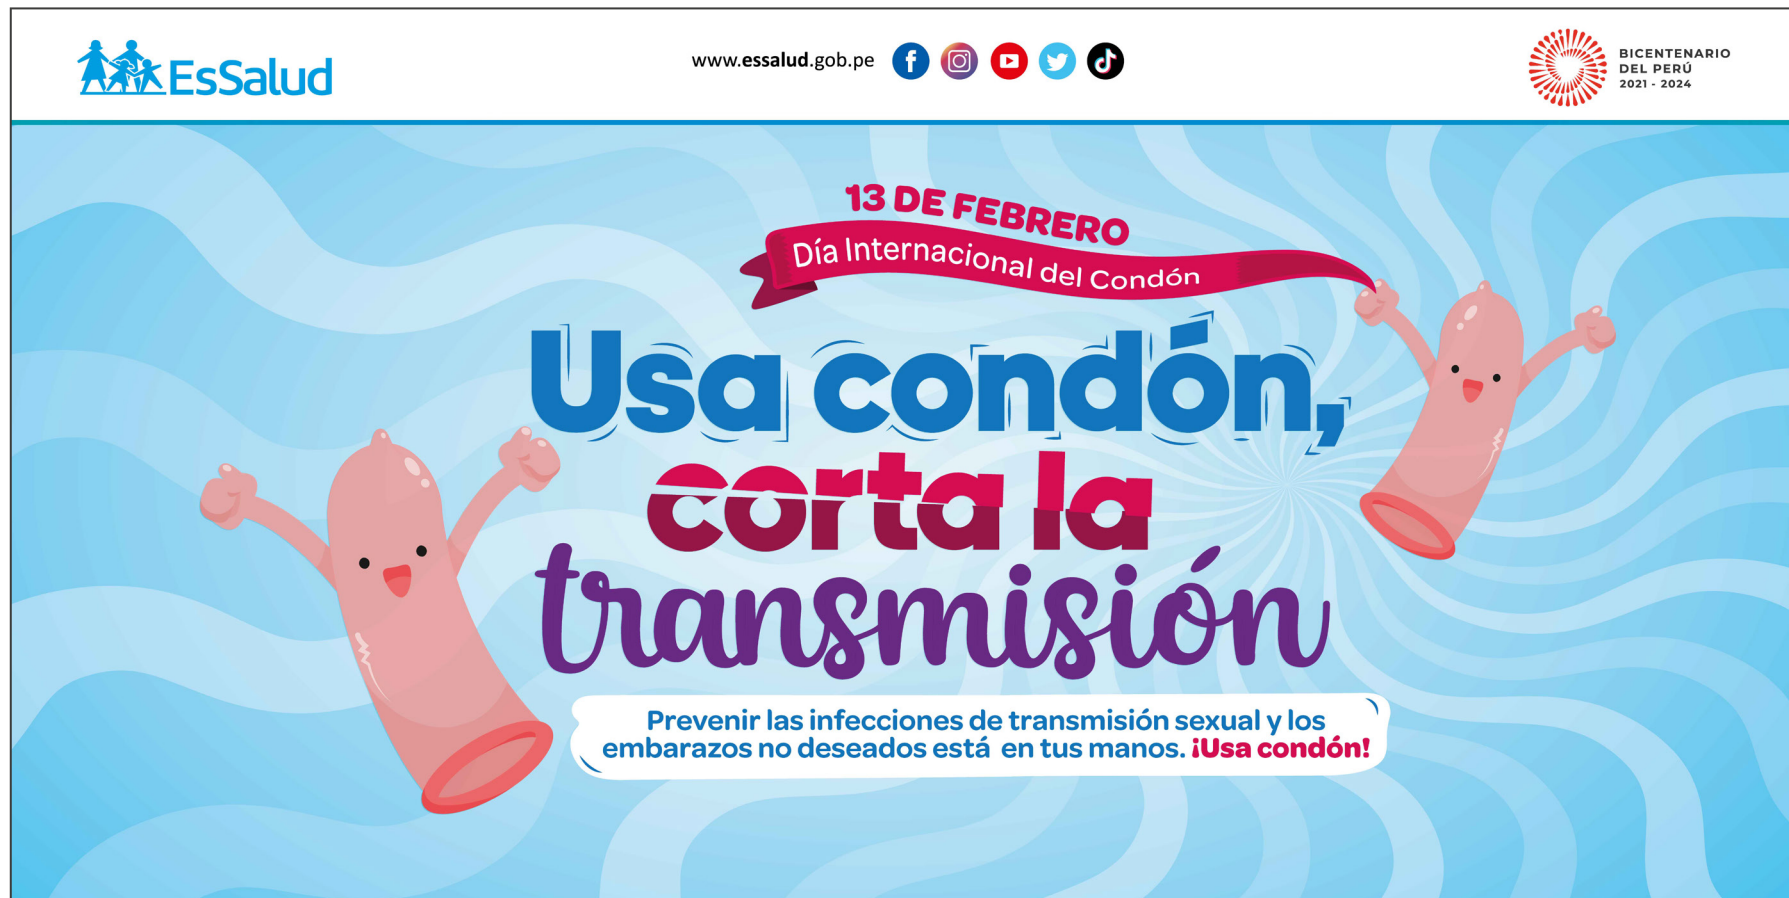 EsSalud
www.essalud.gob.pe
BICENTENARIO
DEL PERÚ
2021 - 2024
13 DE FEBRERO
Día Internacional del Condón
Usa condón,
corta la
transmisión
Prevenir las infecciones de transmisión sexual y los
embarazos no deseados está en tus manos. ¡Usa condón!